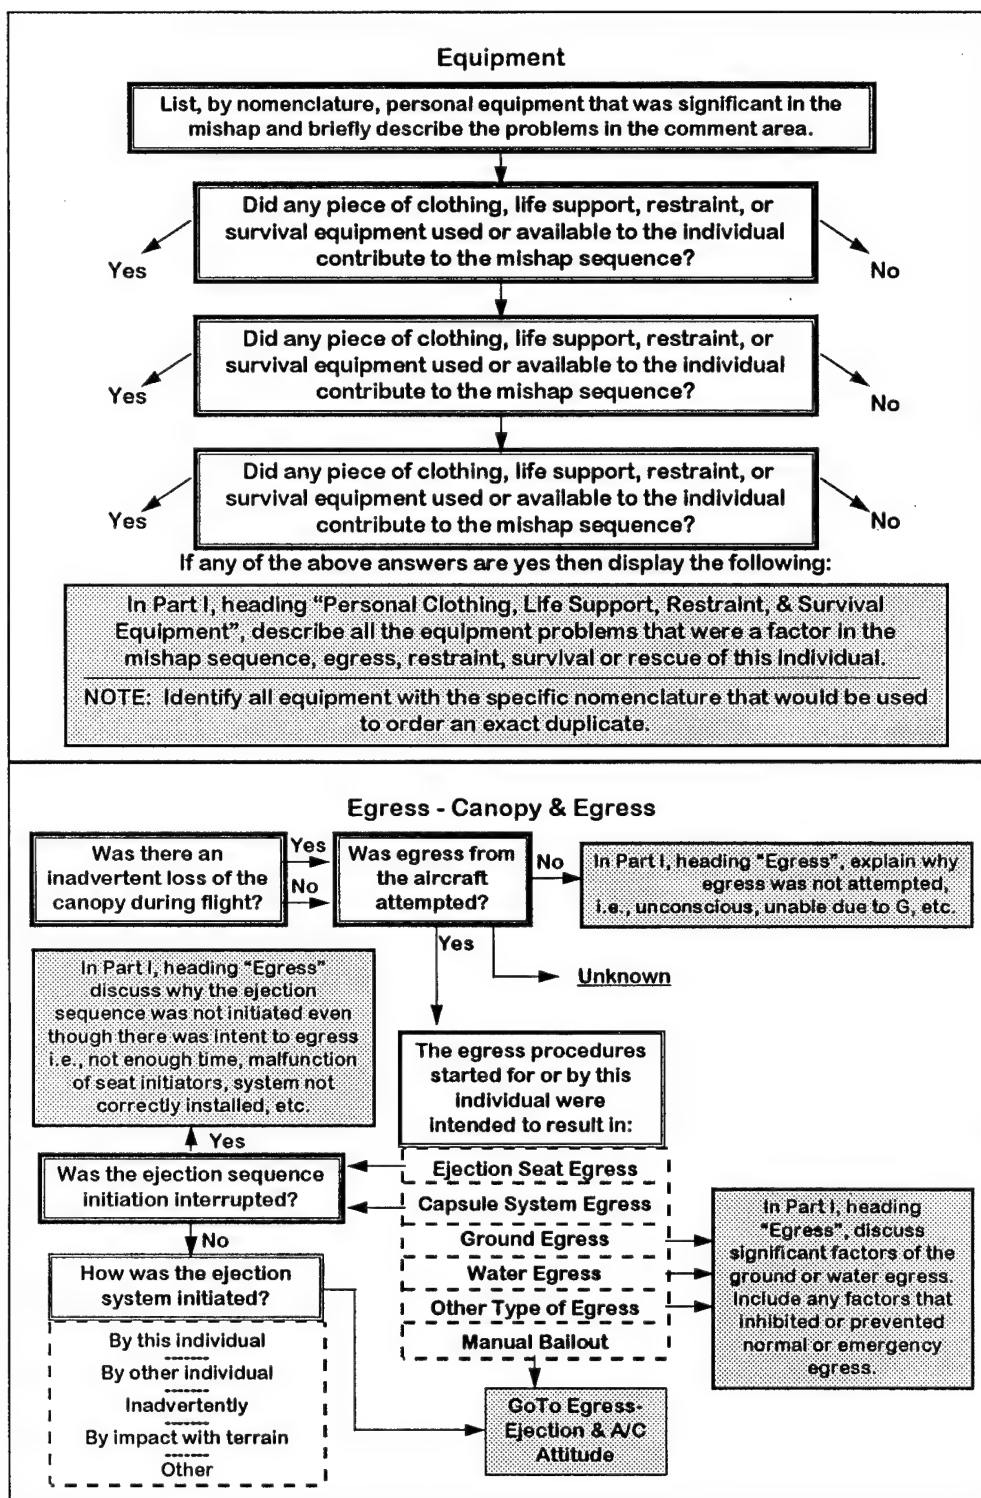 Equipment
List, by nomenclature, personal equipment that was significant in the
mishap and briefly describe the problems in the comment area.
Did any piece of clothing, life support, restraint, or
survival equipment used or available to the individual
contribute to the mishap sequence?
Yes
No
Did any piece of clothing, life support, restraint, or
survival equipment used or available to the individual
contribute to the mishap sequence?
Yes
No
Did any piece of clothing, life support, restraint, or
survival equipment used or available to the individual
contribute to the mishap sequence?
Yes
No
If any of the above answers are yes then display the following:
In Part I, heading "Personal Clothing, Life Support, Restraint, & Survival
Equipment", describe all the equipment problems that were a factor in the
mishap sequence, egress, restraint, survival or rescue of this individual.
NOTE: Identify all equipment with the specific nomenclature that would be used
to order an exact duplicate.
Egress - Canopy & Egress
Was there an
inadvertent loss of the
canopy during flight?
Yes
No
Was egress from
the aircraft
attempted?
No
In Part I, heading "Egress", explain why
egress was not attempted,
i.e., unconscious, unable due to G, etc.
Yes
Unknown
In Part I, heading "Egress"
discuss why the ejection
sequence was not initiated even
though there was intent to egress
i.e., not enough time, malfunction
of seat initiators, system not
correctly installed, etc.
The egress procedures
started for or by this
individual were
intended to result in:
Yes
Was the ejection sequence
initiation interrupted?
Ejection Seat Egress
Capsule System Egress
Ground Egress
Water Egress
Other Type of Egress
Manual Bailout
In Part I, heading
"Egress", discuss
significant factors of the
ground or water egress.
Include any factors that
inhibited or prevented
normal or emergency
egress.
No
How was the ejection
system initiated?
By this individual
By other individual
Inadvertently
By impact with terrain
Other
GoTo Egress-
Ejection & A/C
Attitude